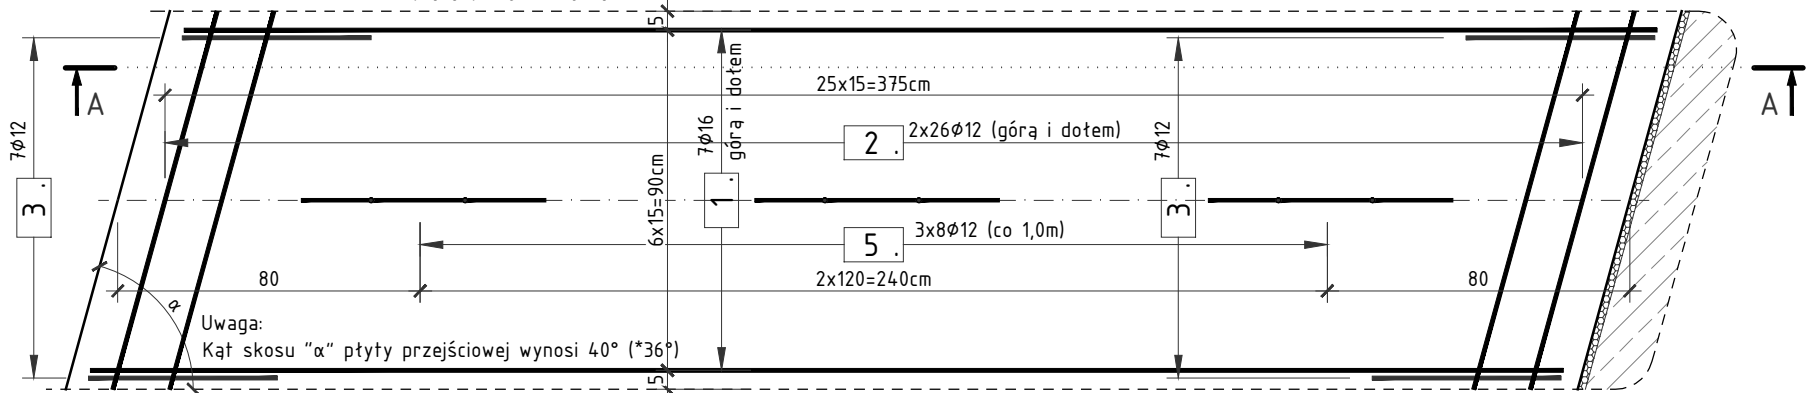 5
25x15=375cm
A
A
7φ12
7φ16
górą i dołem
7φ12
2 .
2x26φ12 (górą i dołem)
3 .
6x15=90cm
1 .
3 .
5 .
3x8φ12 (co 1,0m)
80
2x120=240cm
80
α
Uwaga:
Kąt skosu "α" płyty przejściowej wynosi 40° (*36°)
5